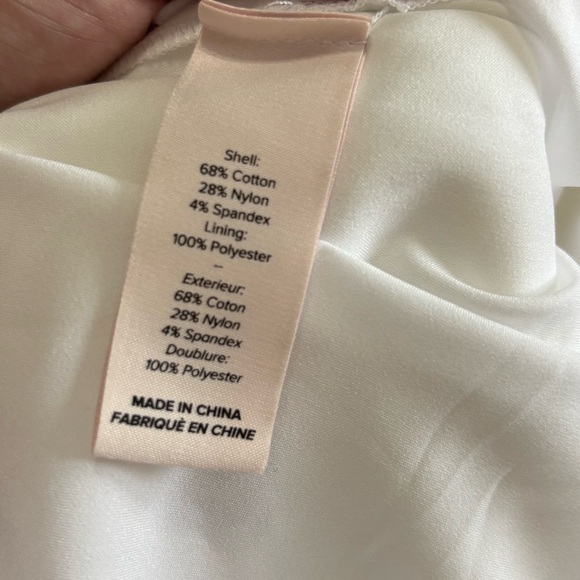 Shell:
68% Cotton
28% Nylon
4% Spandex
Lining:
100% Polyester
–
Exterieur:
68% Coton
28% Nylon
4% Spandex
Doublure:
100% Polyester
MADE IN CHINA
FABRIQUÈ EN CHINE